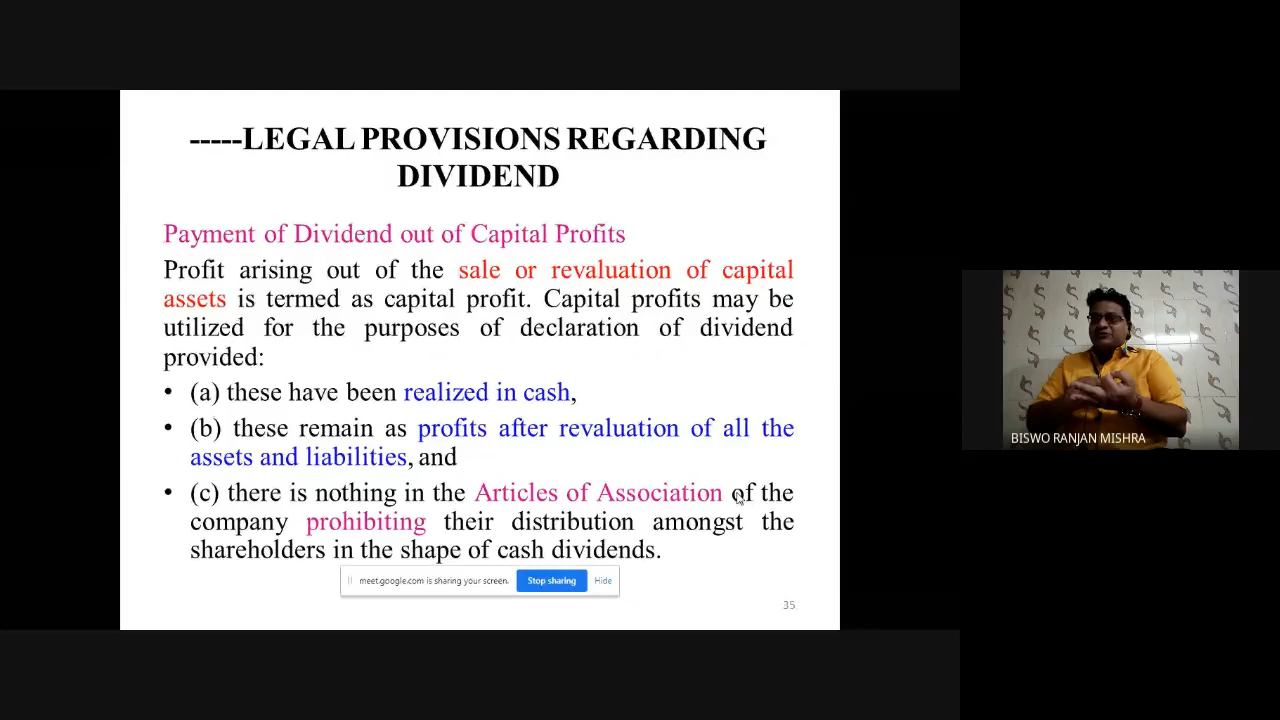 -----LEGAL PROVISIONS REGARDING
DIVIDEND
Payment of Dividend out of Capital Profits
Profit arising out of the sale or revaluation of capital
assets is termed as capital profit. Capital profits may be
utilized for the purposes of declaration of dividend
provided:
• (a) these have been realized in cash,
• (b) these remain as profits after revaluation of all the
assets and liabilities, and
• (c) there is nothing in the Articles of Association of the
company prohibiting their distribution amongst the
shareholders in the shape of cash dividends.
meet.google.com is sharing your screen. Stop sharing Hide
35
BISWO RANJAN MISHRA